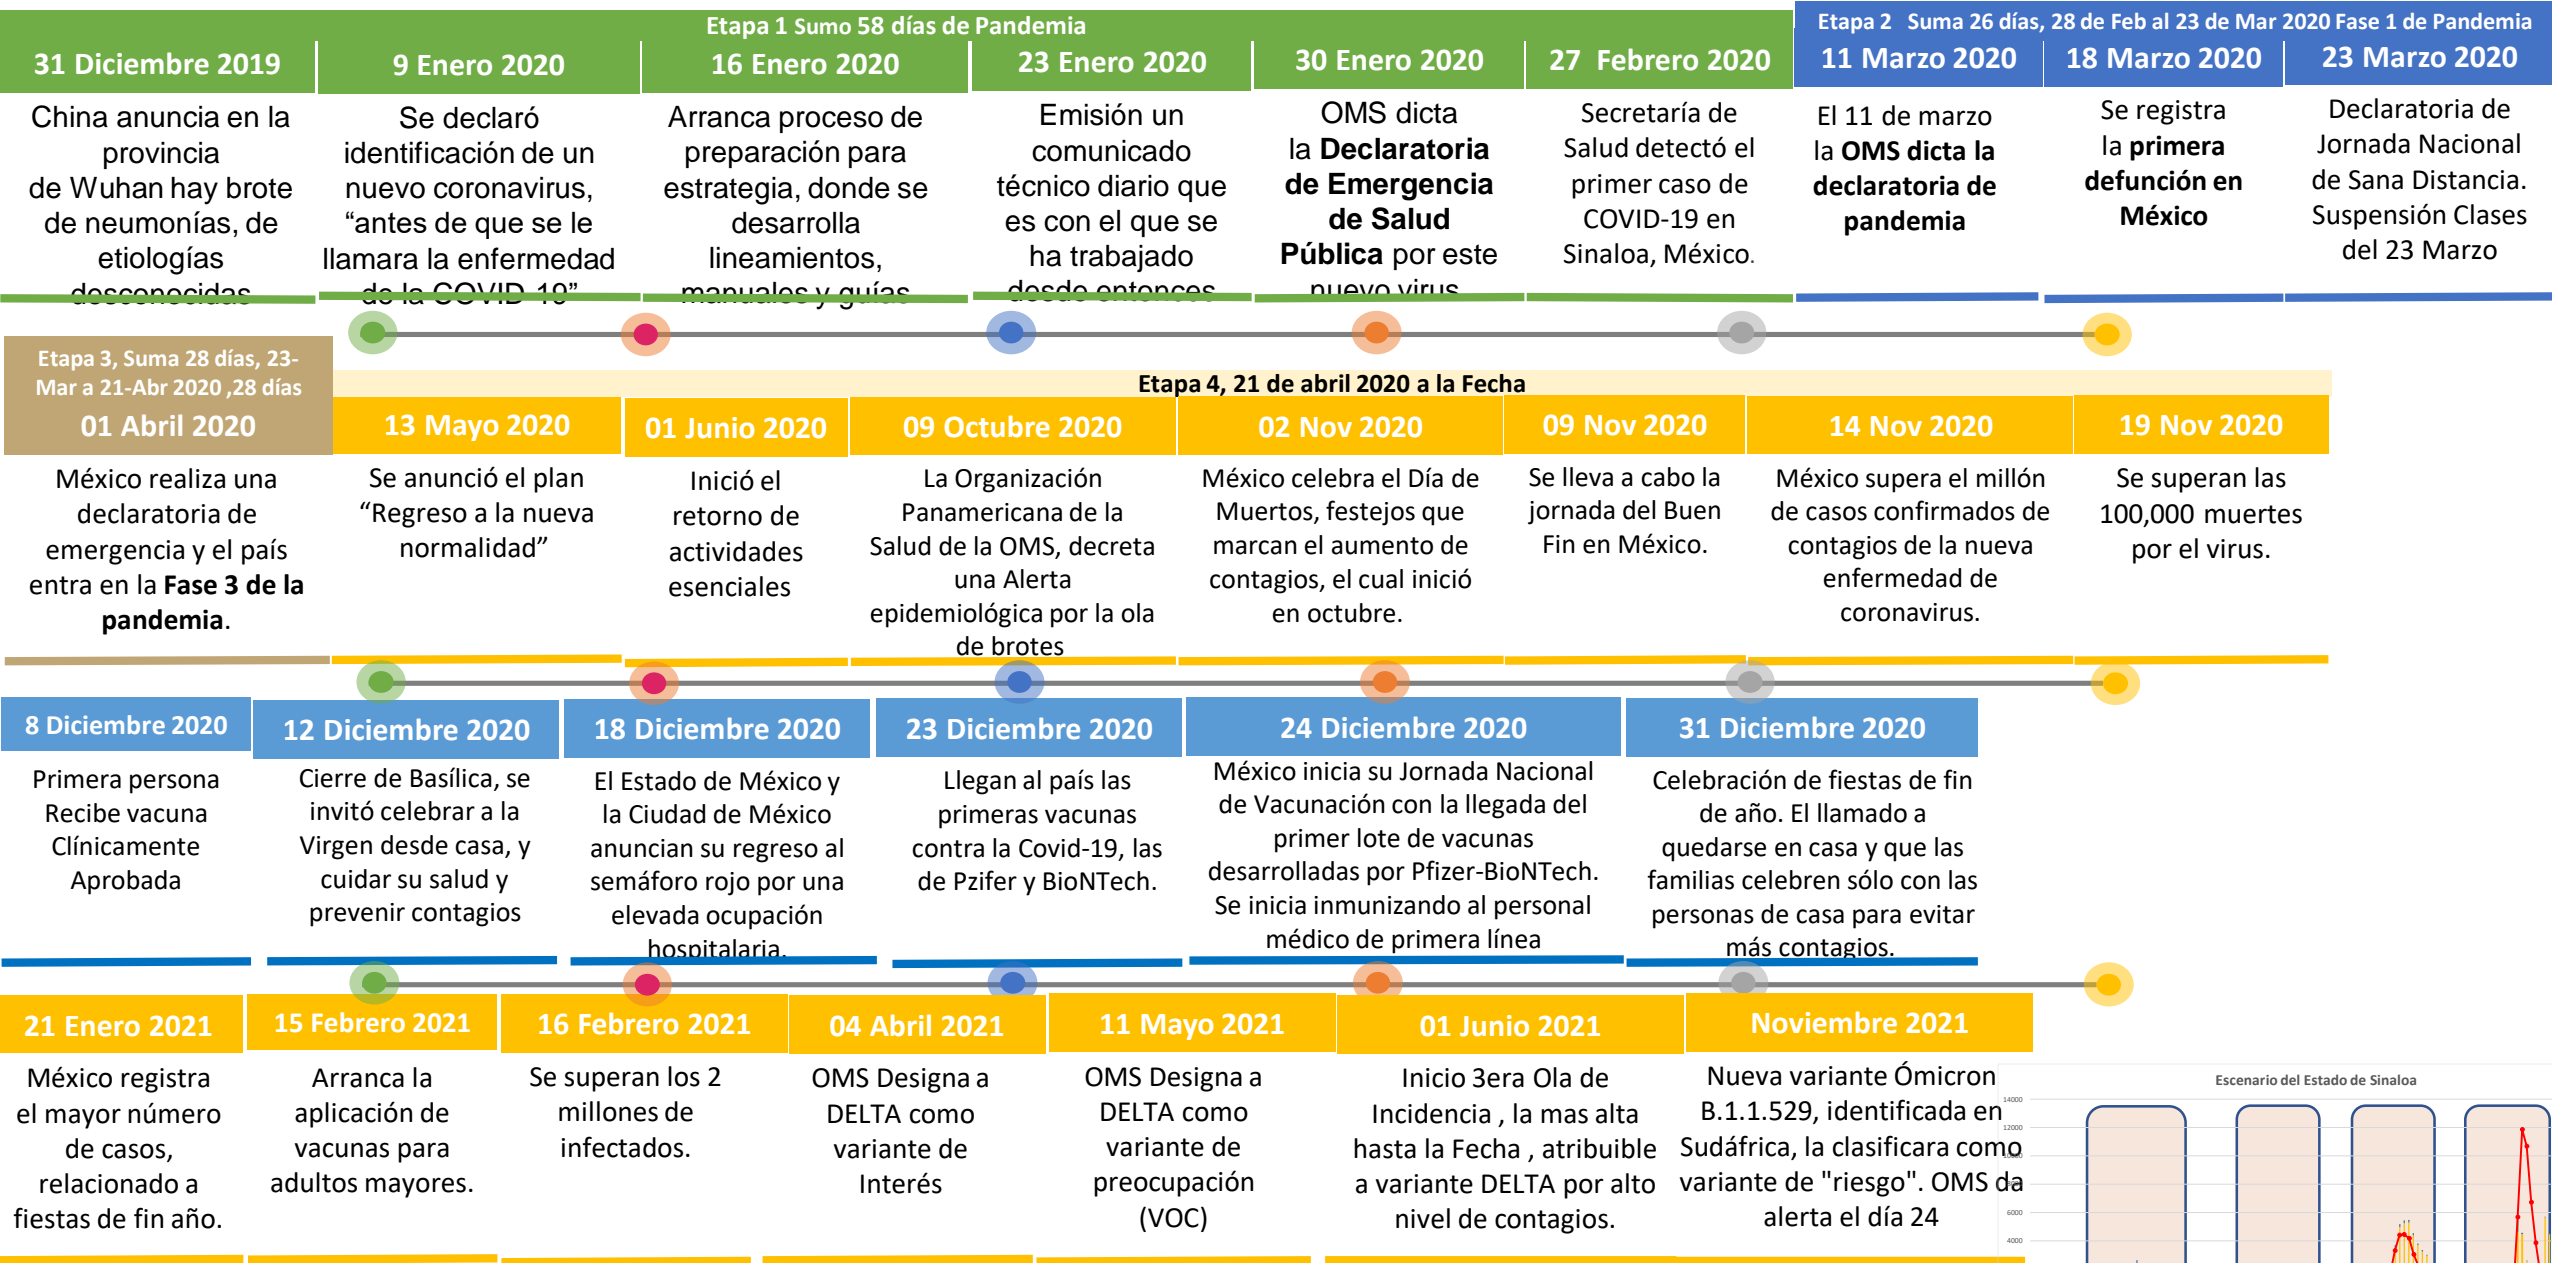 Etapa 1 Sumo 58 días de Pandemia
Etapa 2 Suma 26 días, 28 de Feb al 23 de Mar 2020 Fase 1 de Pandemia
31 Diciembre 2019
China anuncia en la
provincia
de Wuhan hay brote
de neumonías, de
etiologías
desconocidas
9 Enero 2020
Se declaró
identificación de un
nuevo coronavirus,
“antes de que se le
llamara la enfermedad
de la COVID-19”
16 Enero 2020
Arranca proceso de
preparación para
estrategia, donde se
desarrolla
lineamientos,
manuales y guías
23 Enero 2020
Emisión un
comunicado
técnico diario que
es con el que se
ha trabajado
desde entonces
30 Enero 2020
OMS dicta
la Declaratoria
de Emergencia
de Salud
Pública por este
nuevo virus
27 Febrero 2020
Secretaría de
Salud detectó el
primer caso de
COVID-19 en
Sinaloa, México.
11 Marzo 2020
El 11 de marzo
la OMS dicta la
declaratoria de
pandemia
18 Marzo 2020
Se registra
la primera
defunción en
México
23 Marzo 2020
Declaratoria de
Jornada Nacional
de Sana Distancia.
Suspensión Clases
del 23 Marzo
Etapa 3, Suma 28 días, 23-
Mar a 21-Abr 2020 ,28 días
01 Abril 2020
México realiza una
declaratoria de
emergencia y el país
entra en la Fase 3 de la
pandemia.
Etapa 4, 21 de abril 2020 a la Fecha
13 Mayo 2020
Se anunció el plan
“Regreso a la nueva
normalidad”
01 Junio 2020
Inició el
retorno de
actividades
esenciales
09 Octubre 2020
La Organización
Panamericana de la
Salud de la OMS, decreta
una Alerta
epidemiológica por la ola
de brotes
02 Nov 2020
México celebra el Día de
Muertos, festejos que
marcan el aumento de
contagios, el cual inició
en octubre.
09 Nov 2020
Se lleva a cabo la
jornada del Buen
Fin en México.
14 Nov 2020
México supera el millón
de casos confirmados de
contagios de la nueva
enfermedad de
coronavirus.
19 Nov 2020
Se superan las
100,000 muertes
por el virus.
8 Diciembre 2020
Primera persona
Recibe vacuna
Clínicamente
Aprobada
12 Diciembre 2020
Cierre de Basílica, se
invitó celebrar a la
Virgen desde casa, y
cuidar su salud y
prevenir contagios
18 Diciembre 2020
El Estado de México y
la Ciudad de México
anuncian su regreso al
semáforo rojo por una
elevada ocupación
hospitalaria.
23 Diciembre 2020
Llegan al país las
primeras vacunas
contra la Covid-19, las
de Pzifer y BioNTech.
24 Diciembre 2020
México inicia su Jornada Nacional
de Vacunación con la llegada del
primer lote de vacunas
desarrolladas por Pfizer-BioNTech.
Se inicia inmunizando al personal
médico de primera línea
31 Diciembre 2020
Celebración de fiestas de fin
de año. El llamado a
quedarse en casa y que las
familias celebren sólo con las
personas de casa para evitar
más contagios.
21 Enero 2021
México registra
el mayor número
de casos,
relacionado a
fiestas de fin año.
15 Febrero 2021
Arranca la
aplicación de
vacunas para
adultos mayores.
16 Febrero 2021
Se superan los 2
millones de
infectados.
04 Abril 2021
OMS Designa a
DELTA como
variante de
Interés
11 Mayo 2021
OMS Designa a
DELTA como
variante de
preocupación
(VOC)
01 Junio 2021
Inicio 3era Ola de
Incidencia , la mas alta
hasta la Fecha , atribuible
a variante DELTA por alto
nivel de contagios.
Noviembre 2021
Nueva variante Ómicron
B.1.1.529, identificada en
Sudáfrica, la clasificara como
variante de "riesgo". OMS da
alerta el día 24
Escenario del Estado de Sinaloa
14000
12000
10000
6000
4000